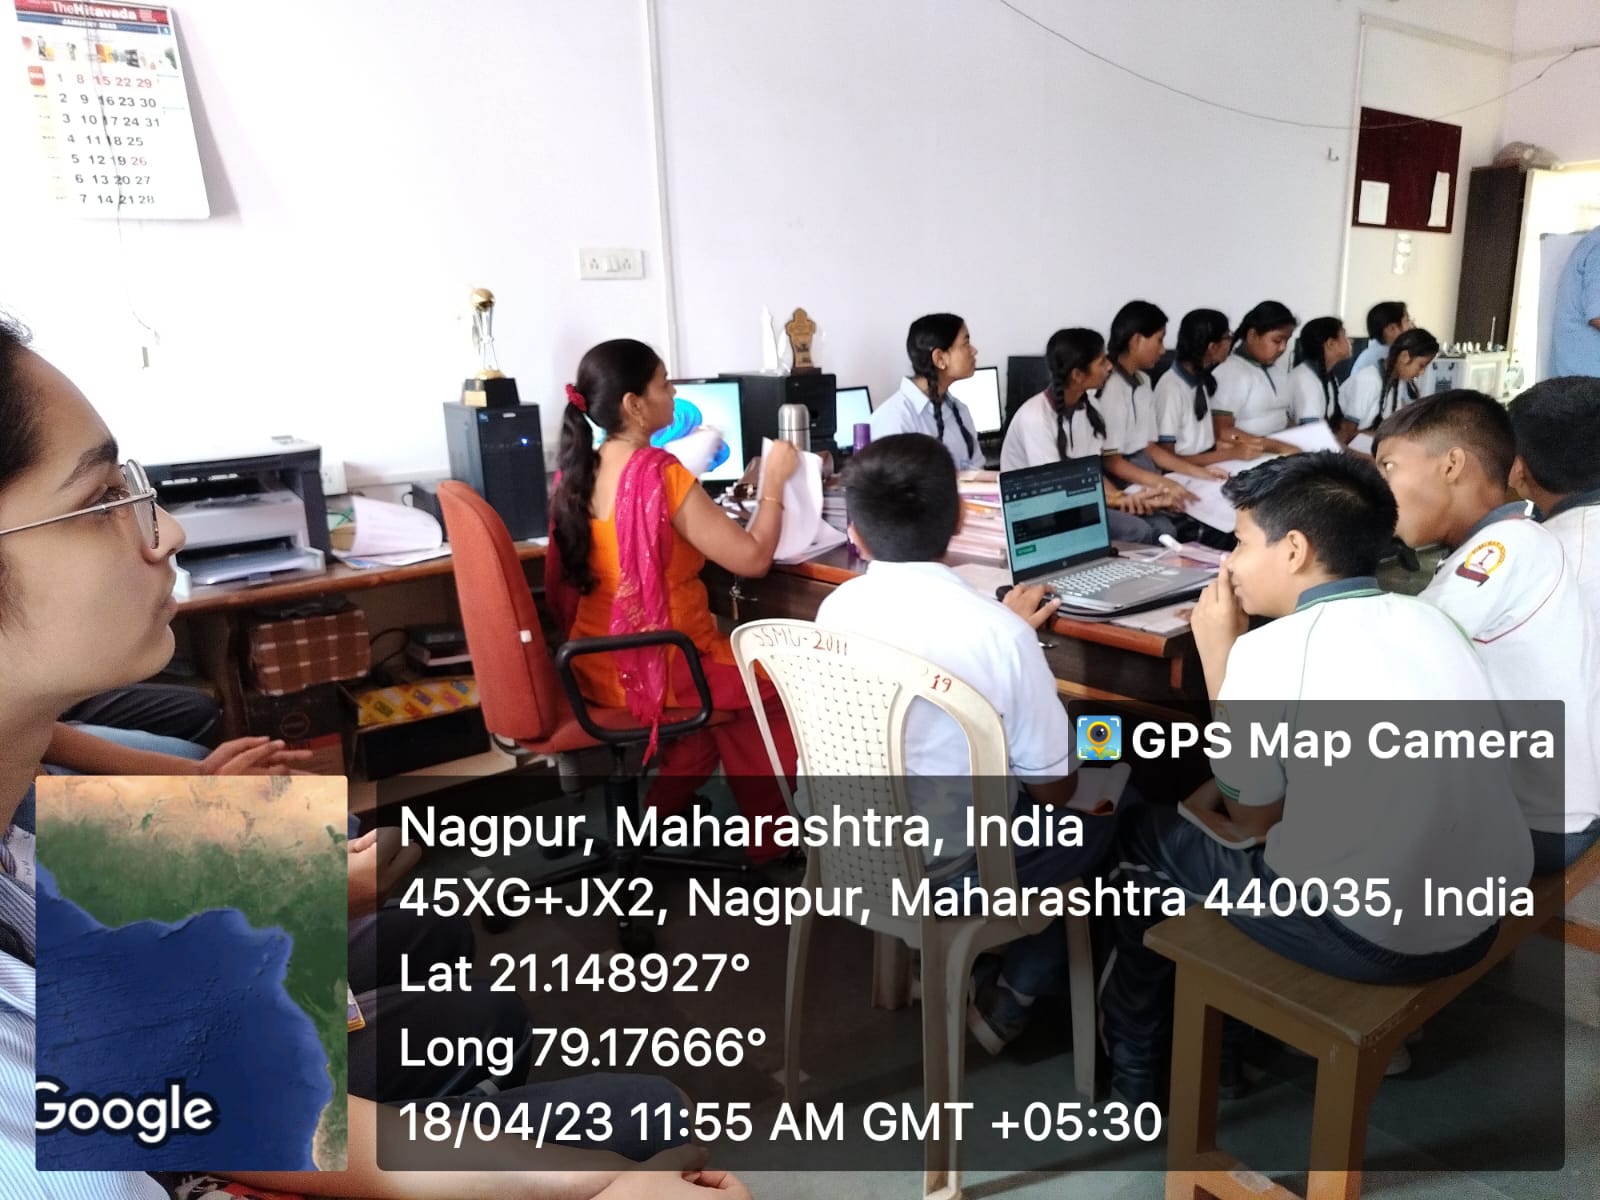 TheHitavada
JANUARY 2023
1 8 15 22 29
2 9 16 23 30
3 10 17 24 31
4 11 18 25
5 12 19 26
6 13 20 27
7 14 21 28
SSMG-2011
19
GPS Map Camera
Nagpur, Maharashtra, India
45XG+JX2, Nagpur, Maharashtra 440035, India
Lat 21.148927°
Long 79.17666°
18/04/23 11:55 AM GMT +05:30
Google